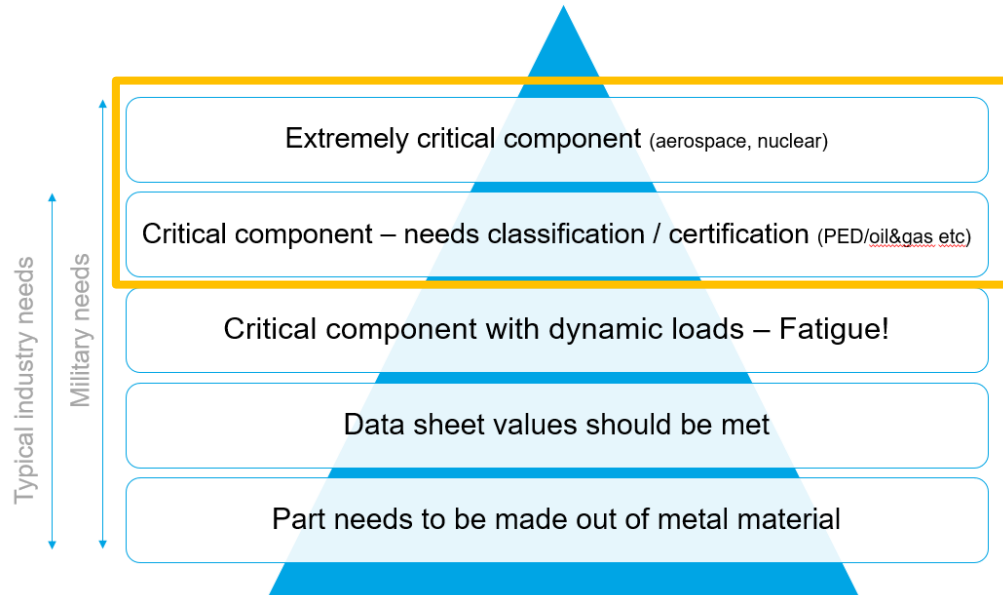 Extremely critical component (aerospace, nuclear)
Critical component – needs classification / certification (PED/oil&gas etc)
Critical component with dynamic loads – Fatigue!
Data sheet values should be met
Part needs to be made out of metal material
Typical industry needs
Military needs